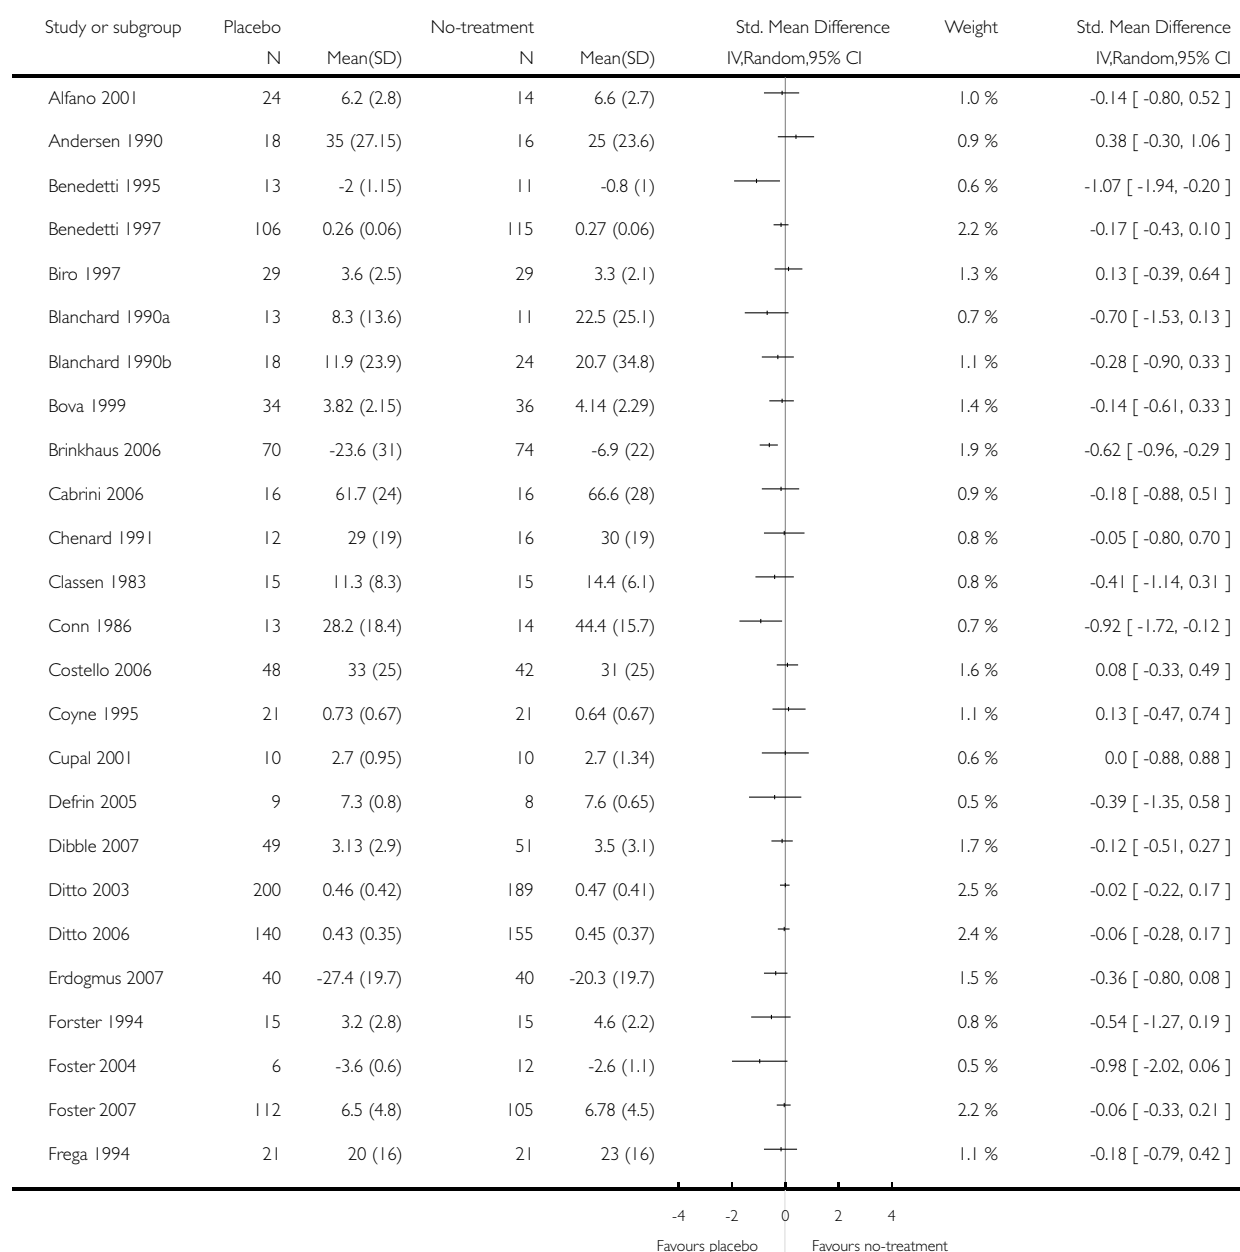 Study or subgroup Placebo No-treatment Std. Mean Difference Weight Std. Mean Difference
N Mean(SD) N Mean(SD) IV,Random,95% CI IV,Random,95% CI
Alfano 2001 24 6.2 (2.8) 14 6.6 (2.7) 1.0 % -0.14 [ -0.80, 0.52 ]
Andersen 1990 18 35 (27.15) 16 25 (23.6) 0.9 % 0.38 [ -0.30, 1.06 ]
Benedetti 1995 13 -2 (1.15) 11 -0.8 (1) 0.6 % -1.07 [ -1.94, -0.20 ]
Benedetti 1997 106 0.26 (0.06) 115 0.27 (0.06) 2.2 % -0.17 [ -0.43, 0.10 ]
Biro 1997 29 3.6 (2.5) 29 3.3 (2.1) 1.3 % 0.13 [ -0.39, 0.64 ]
Blanchard 1990a 13 8.3 (13.6) 11 22.5 (25.1) 0.7 % -0.70 [ -1.53, 0.13 ]
Blanchard 1990b 18 11.9 (23.9) 24 20.7 (34.8) 1.1 % -0.28 [ -0.90, 0.33 ]
Bova 1999 34 3.82 (2.15) 36 4.14 (2.29) 1.4 % -0.14 [ -0.61, 0.33 ]
Brinkhaus 2006 70 -23.6 (31) 74 -6.9 (22) 1.9 % -0.62 [ -0.96, -0.29 ]
Cabrini 2006 16 61.7 (24) 16 66.6 (28) 0.9 % -0.18 [ -0.88, 0.51 ]
Chenard 1991 12 29 (19) 16 30 (19) 0.8 % -0.05 [ -0.80, 0.70 ]
Classen 1983 15 11.3 (8.3) 15 14.4 (6.1) 0.8 % -0.41 [ -1.14, 0.31 ]
Conn 1986 13 28.2 (18.4) 14 44.4 (15.7) 0.7 % -0.92 [ -1.72, -0.12 ]
Costello 2006 48 33 (25) 42 31 (25) 1.6 % 0.08 [ -0.33, 0.49 ]
Coyne 1995 21 0.73 (0.67) 21 0.64 (0.67) 1.1 % 0.13 [ -0.47, 0.74 ]
Cupal 2001 10 2.7 (0.95) 10 2.7 (1.34) 0.6 % 0.0 [ -0.88, 0.88 ]
Defrin 2005 9 7.3 (0.8) 8 7.6 (0.65) 0.5 % -0.39 [ -1.35, 0.58 ]
Dibble 2007 49 3.13 (2.9) 51 3.5 (3.1) 1.7 % -0.12 [ -0.51, 0.27 ]
Ditto 2003 200 0.46 (0.42) 189 0.47 (0.41) 2.5 % -0.02 [ -0.22, 0.17 ]
Ditto 2006 140 0.43 (0.35) 155 0.45 (0.37) 2.4 % -0.06 [ -0.28, 0.17 ]
Erdogmus 2007 40 -27.4 (19.7) 40 -20.3 (19.7) 1.5 % -0.36 [ -0.80, 0.08 ]
Forster 1994 15 3.2 (2.8) 15 4.6 (2.2) 0.8 % -0.54 [ -1.27, 0.19 ]
Foster 2004 6 -3.6 (0.6) 12 -2.6 (1.1) 0.5 % -0.98 [ -2.02, 0.06 ]
Foster 2007 112 6.5 (4.8) 105 6.78 (4.5) 2.2 % -0.06 [ -0.33, 0.21 ]
Frega 1994 21 20 (16) 21 23 (16) 1.1 % -0.18 [ -0.79, 0.42 ]
-4 -2 0 2 4
Favours placebo Favours no-treatment